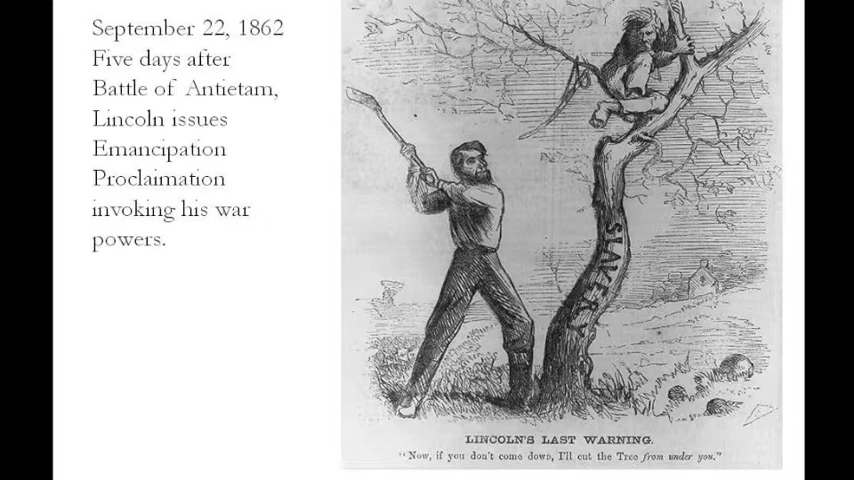 September 22, 1862
Five days after
Battle of Antietam,
Lincoln issues
Emancipation
Proclaimation
invoking his war
powers.
SLAVERY
LINCOLN'S LAST WARNING.
"Now, if you don't come down, I'll cut the Tree from under you."